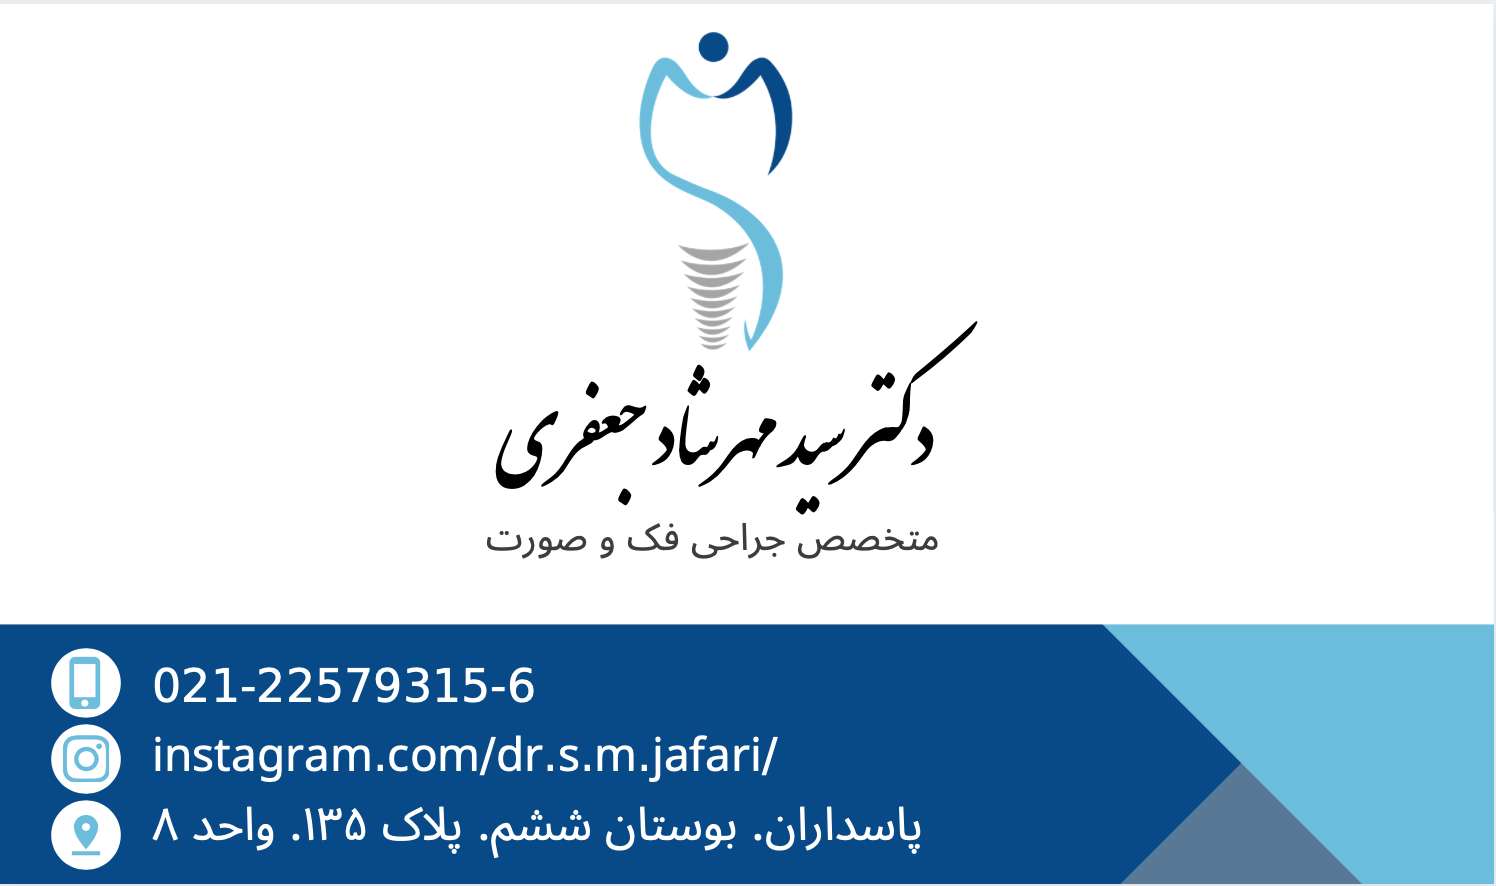 دکتر سید مهرشاد جعفری
متخصص جراحی فک و صورت
021-22579315-6
instagram.com/dr.s.m.jafari/
پاسداران. بوستان ششم. پلاک ۱۳۵. واحد ۸